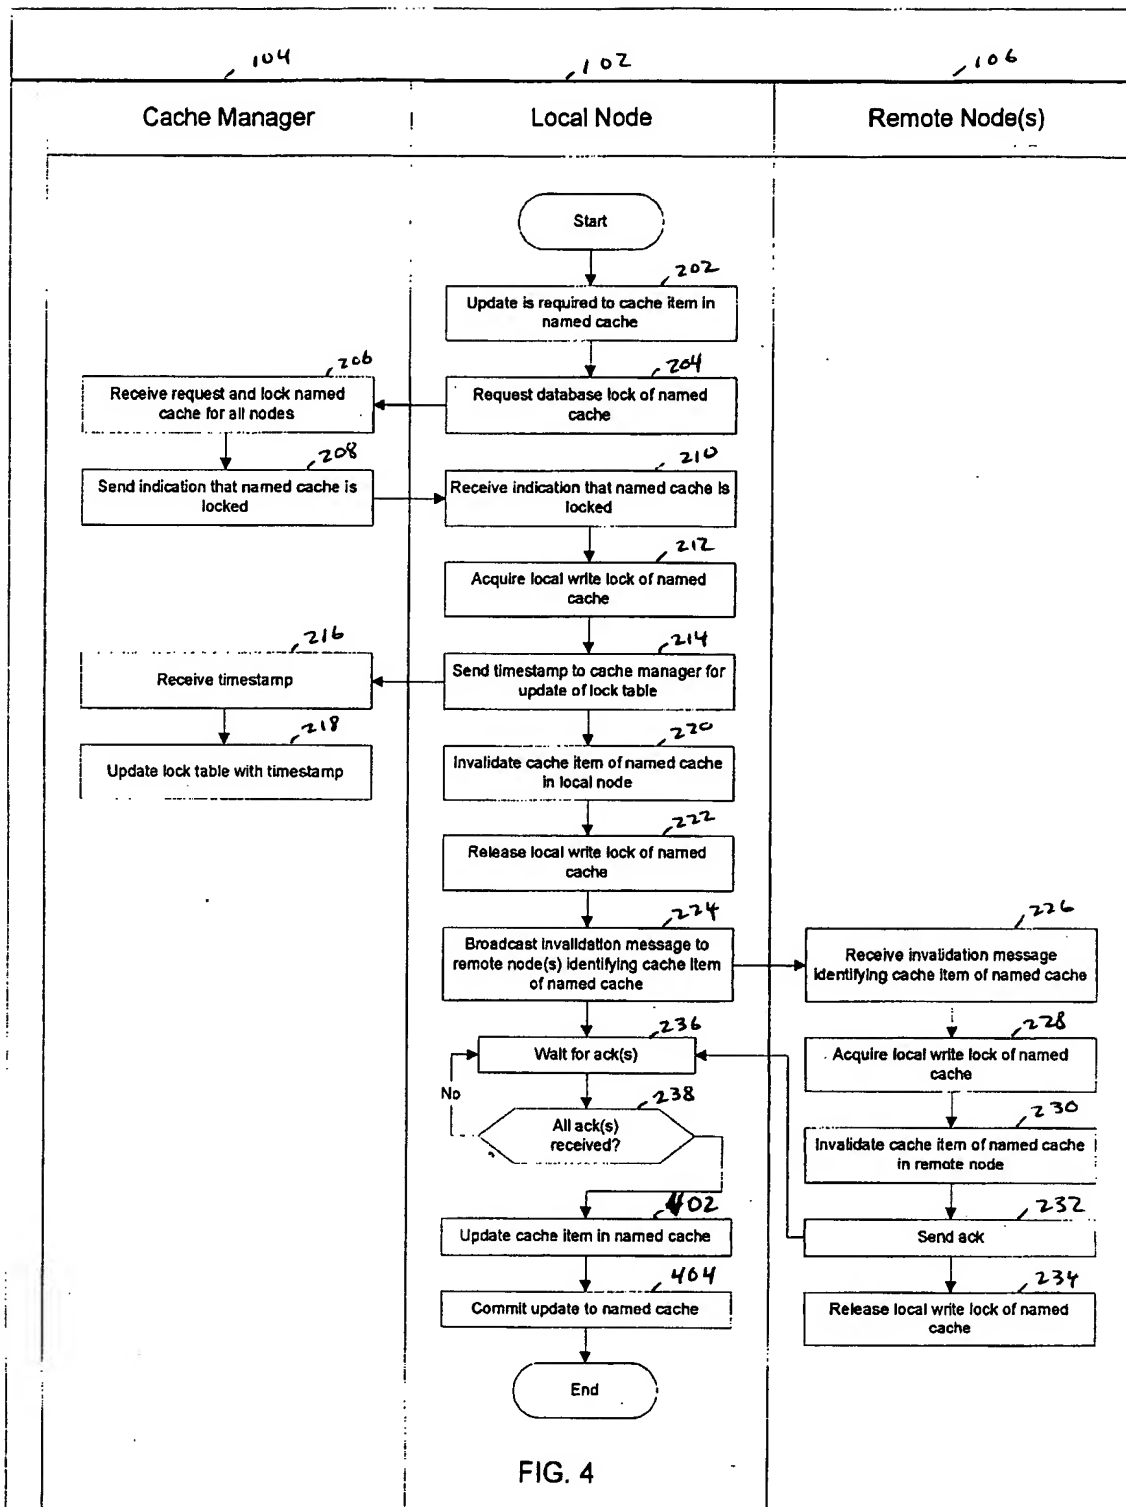 104
102
106
Cache Manager
Local Node
Remote Node(s)
Start
202
Update is required to cache item in
named cache
206
204
Receive request and lock named
cache for all nodes
Request database lock of named
cache
208
210
Send indication that named cache is
locked
Receive indication that named cache is
locked
212
Acquire local write lock of named
cache
216
214
Receive timestamp
Send timestamp to cache manager for
update of lock table
218
220
Update lock table with timestamp
Invalidate cache item of named cache
in local node
222
Release local write lock of named
cache
224
226
Broadcast invalidation message to
remote node(s) identifying cache item
of named cache
Receive invalidation message
identifying cache item of named cache
236
228
Wait for ack(s)
Acquire local write lock of named
cache
No
238
230
All ack(s)
received?
Invalidate cache item of named cache
in remote node
402
232
Update cache item in named cache
Send ack
404
234
Commit update to named cache
Release local write lock of named
cache
End
FIG. 4